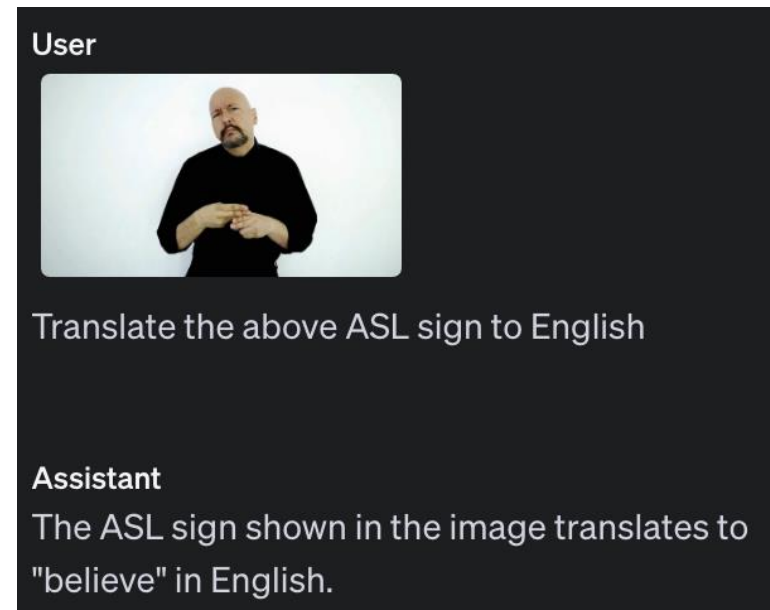 User
Translate the above ASL sign to English
Assistant
The ASL sign shown in the image translates to
"believe" in English.